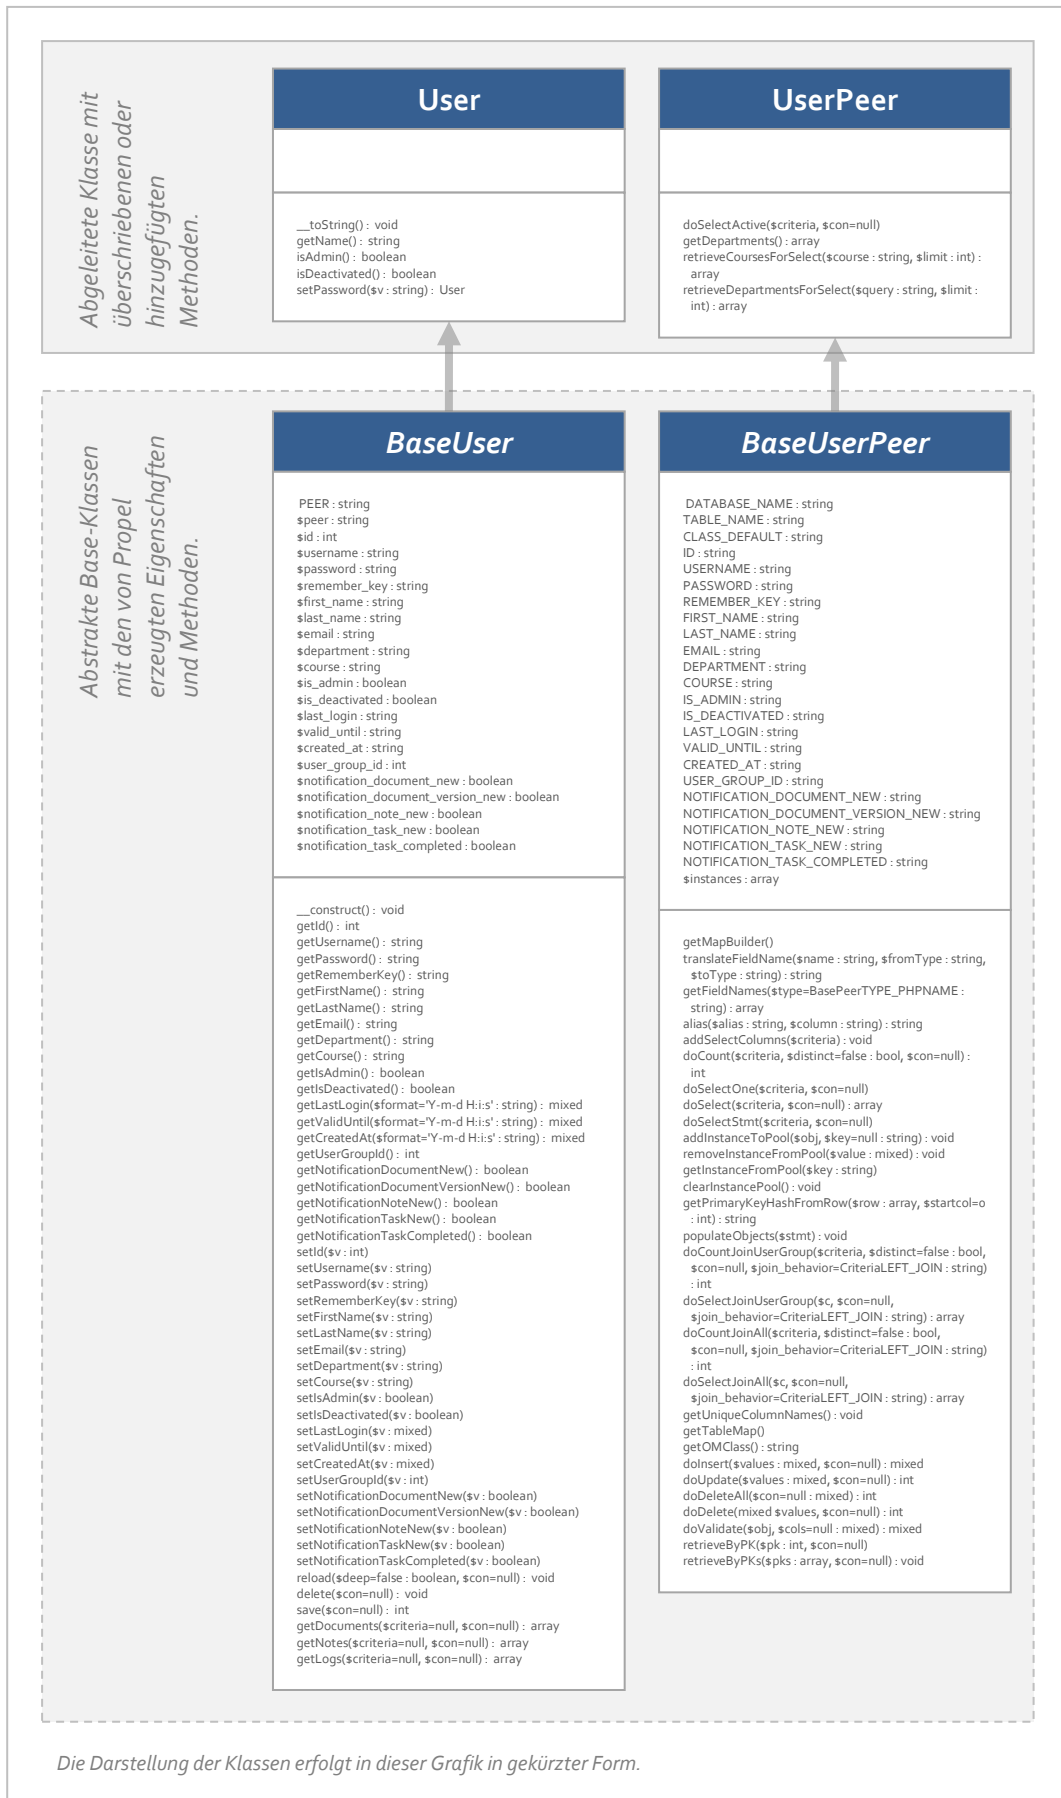 Abgeleitete Klasse mit
überschriebenen oder
hinzugefügten
Methoden.
User
__toString() : void
getName() : string
isAdmin() : boolean
isDeactivated() : boolean
setPassword($v : string) : User
UserPeer
doSelectActive($criteria, $con=null)
getDepartments() : array
retrieveCoursesForSelect($course : string, $limit : int) :
array
retrieveDepartmentsForSelect($query : string, $limit :
int) : array
Abstrakte Base-Klassen
mit den von Propel
erzeugten Eigenschaften
und Methoden.
BaseUser
PEER : string
$peer : string
$id : int
$username : string
$password : string
$remember_key : string
$first_name : string
$last_name : string
$email : string
$department : string
$course : string
$is_admin : boolean
$is_deactivated : boolean
$last_login : string
$valid_until : string
$created_at : string
$user_group_id : int
$notification_document_new : boolean
$notification_document_version_new : boolean
$notification_note_new : boolean
$notification_task_new : boolean
$notification_task_completed : boolean
__construct() : void
getId() : int
getUsername() : string
getPassword() : string
getRememberKey() : string
getFirstName() : string
getLastName() : string
getEmail() : string
getDepartment() : string
getCourse() : string
getIsAdmin() : boolean
getIsDeactivated() : boolean
getLastLogin($format='Y-m-d H:i:s' : string) : mixed
getValidUntil($format='Y-m-d H:i:s' : string) : mixed
getCreatedAt($format='Y-m-d H:i:s' : string) : mixed
getUserGroupId() : int
getNotificationDocumentNew() : boolean
getNotificationDocumentVersionNew() : boolean
getNotificationNoteNew() : boolean
getNotificationTaskNew() : boolean
getNotificationTaskCompleted() : boolean
setId($v : int)
setUsername($v : string)
setPassword($v : string)
setRememberKey($v : string)
setFirstName($v : string)
setLastName($v : string)
setEmail($v : string)
setDepartment($v : string)
setCourse($v : string)
setIsAdmin($v : boolean)
setIsDeactivated($v : boolean)
setLastLogin($v : mixed)
setValidUntil($v : mixed)
setCreatedAt($v : mixed)
setUserGroupId($v : int)
setNotificationDocumentNew($v : boolean)
setNotificationDocumentVersionNew($v : boolean)
setNotificationNoteNew($v : boolean)
setNotificationTaskNew($v : boolean)
setNotificationTaskCompleted($v : boolean)
reload($deep=false : boolean, $con=null) : void
delete($con=null) : void
save($con=null) : int
getDocuments($criteria=null, $con=null) : array
getNotes($criteria=null, $con=null) : array
getLogs($criteria=null, $con=null) : array
BaseUserPeer
DATABASE_NAME : string
TABLE_NAME : string
CLASS_DEFAULT : string
ID : string
USERNAME : string
PASSWORD : string
REMEMBER_KEY : string
FIRST_NAME : string
LAST_NAME : string
EMAIL : string
DEPARTMENT : string
COURSE : string
IS_ADMIN : string
IS_DEACTIVATED : string
LAST_LOGIN : string
VALID_UNTIL : string
CREATED_AT : string
USER_GROUP_ID : string
NOTIFICATION_DOCUMENT_NEW : string
NOTIFICATION_DOCUMENT_VERSION_NEW : string
NOTIFICATION_NOTE_NEW : string
NOTIFICATION_TASK_NEW : string
NOTIFICATION_TASK_COMPLETED : string
$instances : array
getMapBuilder()
translateFieldName($name : string, $fromType : string,
$toType : string) : string
getFieldNames($type=BasePeerTYPE_PHPNAME :
string) : array
alias($alias : string, $column : string) : string
addSelectColumns($criteria) : void
doCount($criteria, $distinct=false : bool, $con=null) :
int
doSelectOne($criteria, $con=null)
doSelect($criteria, $con=null) : array
doSelectStmt($criteria, $con=null)
addInstanceToPool($obj, $key=null : string) : void
removeInstanceFromPool($value : mixed) : void
getInstanceFromPool($key : string)
clearInstancePool() : void
getPrimaryKeyHashFromRow($row : array, $startcol=0
: int) : string
populateObjects($stmt) : void
doCountJoinUserGroup($criteria, $distinct=false : bool,
$con=null, $join_behavior=CriteriaLEFT_JOIN : string)
: int
doSelectJoinUserGroup($c, $con=null,
$join_behavior=CriteriaLEFT_JOIN : string) : array
doCountJoinAll($criteria, $distinct=false : bool,
$con=null, $join_behavior=CriteriaLEFT_JOIN : string)
: int
doSelectJoinAll($c, $con=null,
$join_behavior=CriteriaLEFT_JOIN : string) : array
getUniqueColumnNames() : void
getTableMap()
getOMClass() : string
doInsert($values : mixed, $con=null) : mixed
doUpdate($values : mixed, $con=null) : int
doDeleteAll($con=null : mixed) : int
doDelete(mixed $values, $con=null) : int
doValidate($obj, $cols=null : mixed) : mixed
retrieveByPK($pk : int, $con=null)
retrieveByPKs($pks : array, $con=null) : void
Die Darstellung der Klassen erfolgt in dieser Grafik in gekürzter Form.